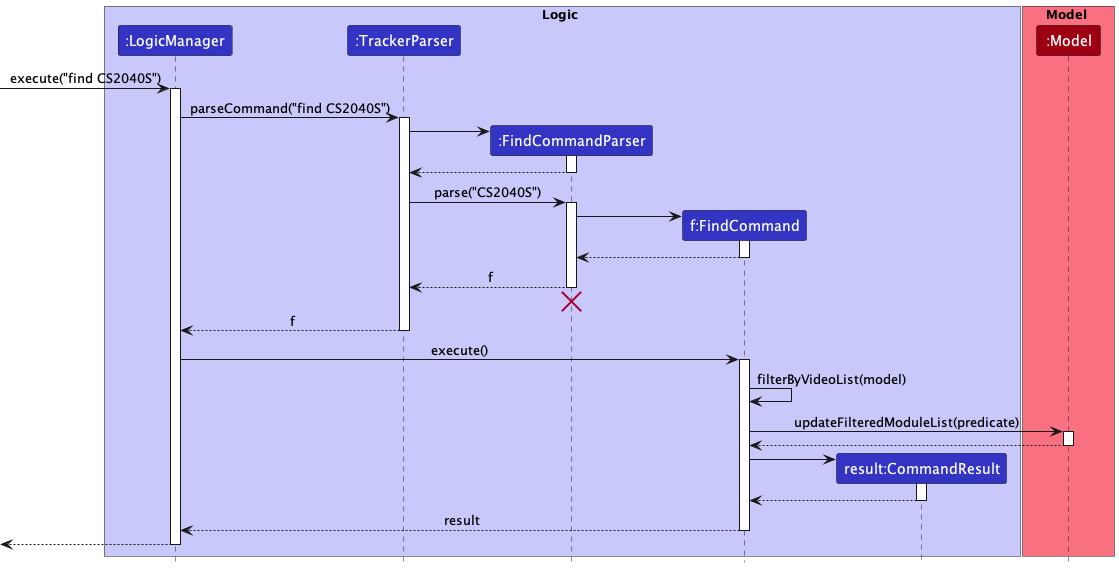 Logic
Model
:LogicManager
:TrackerParser
:Model
execute("find CS2040S")
parseCommand("find CS2040S")
:FindCommandParser
parse("CS2040S")
f:FindCommand
f
f
execute()
filterByVideoList(model)
updateFilteredModuleList(predicate)
result:CommandResult
result